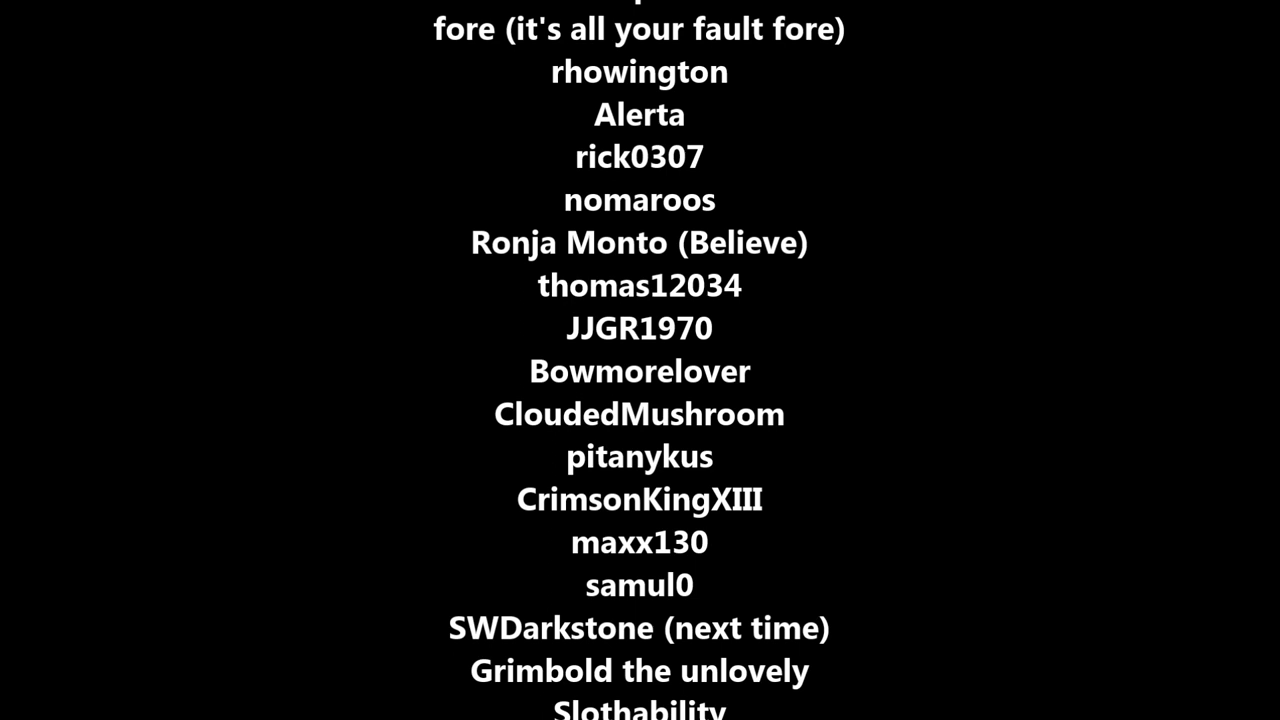 fore (it's all your fault fore)
rhowington
Alerta
rick0307
nomaroos
Ronja Monto (Believe)
thomas12034
JJGR1970
Bowmorelover
CloudedMushroom
pitanykus
CrimsonKingXIII
maxx130
samul0
SWDarkstone (next time)
Grimbold the unlovely
Slothability